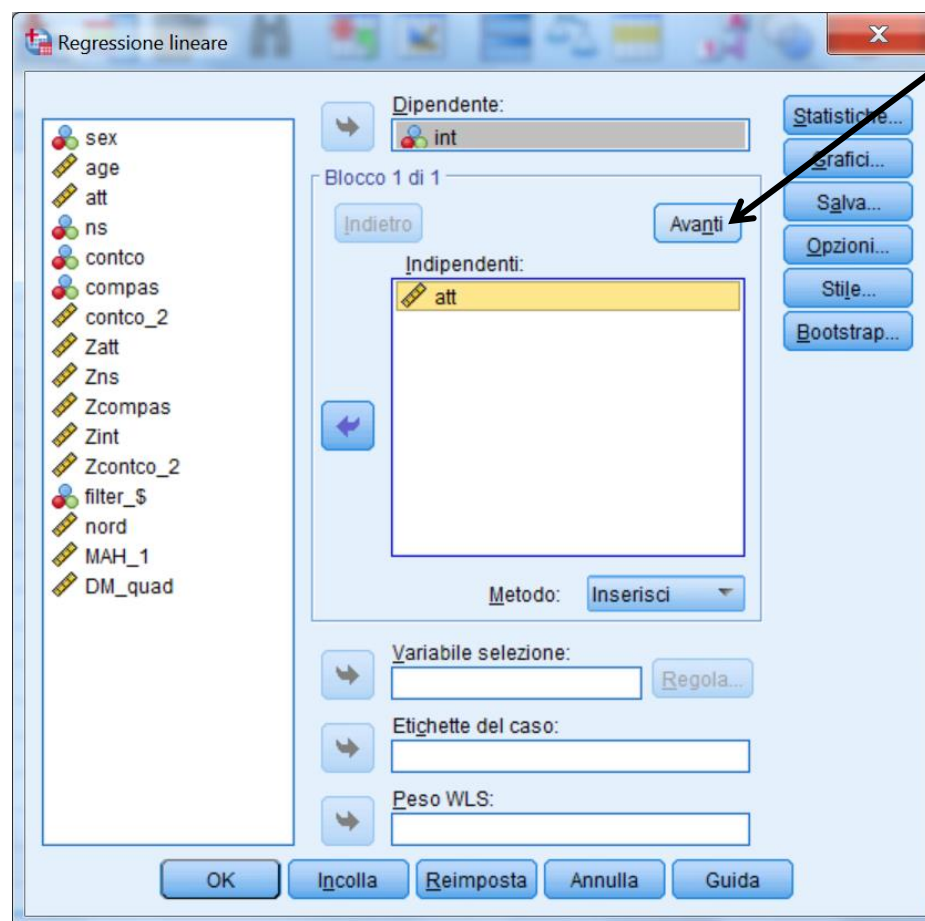 Regressione lineare
sex
age
att
ns
contco
compas
contco_2
Zatt
Zns
Zcompas
Zint
Zcontco_2
filter_$
nord
MAH_1
DM_quad
Dipendente:
int
Blocco 1 di 1
Indietro
Avanti
Indipendenti:
att
Metodo: Inserisci
Variabile selezione:
Regola...
Etichette del caso:
Peso WLS:
Statistiche...
Grafici...
Salva...
Opzioni...
Stile...
Bootstrap...
OK Incolla Reimposta Annulla Guida